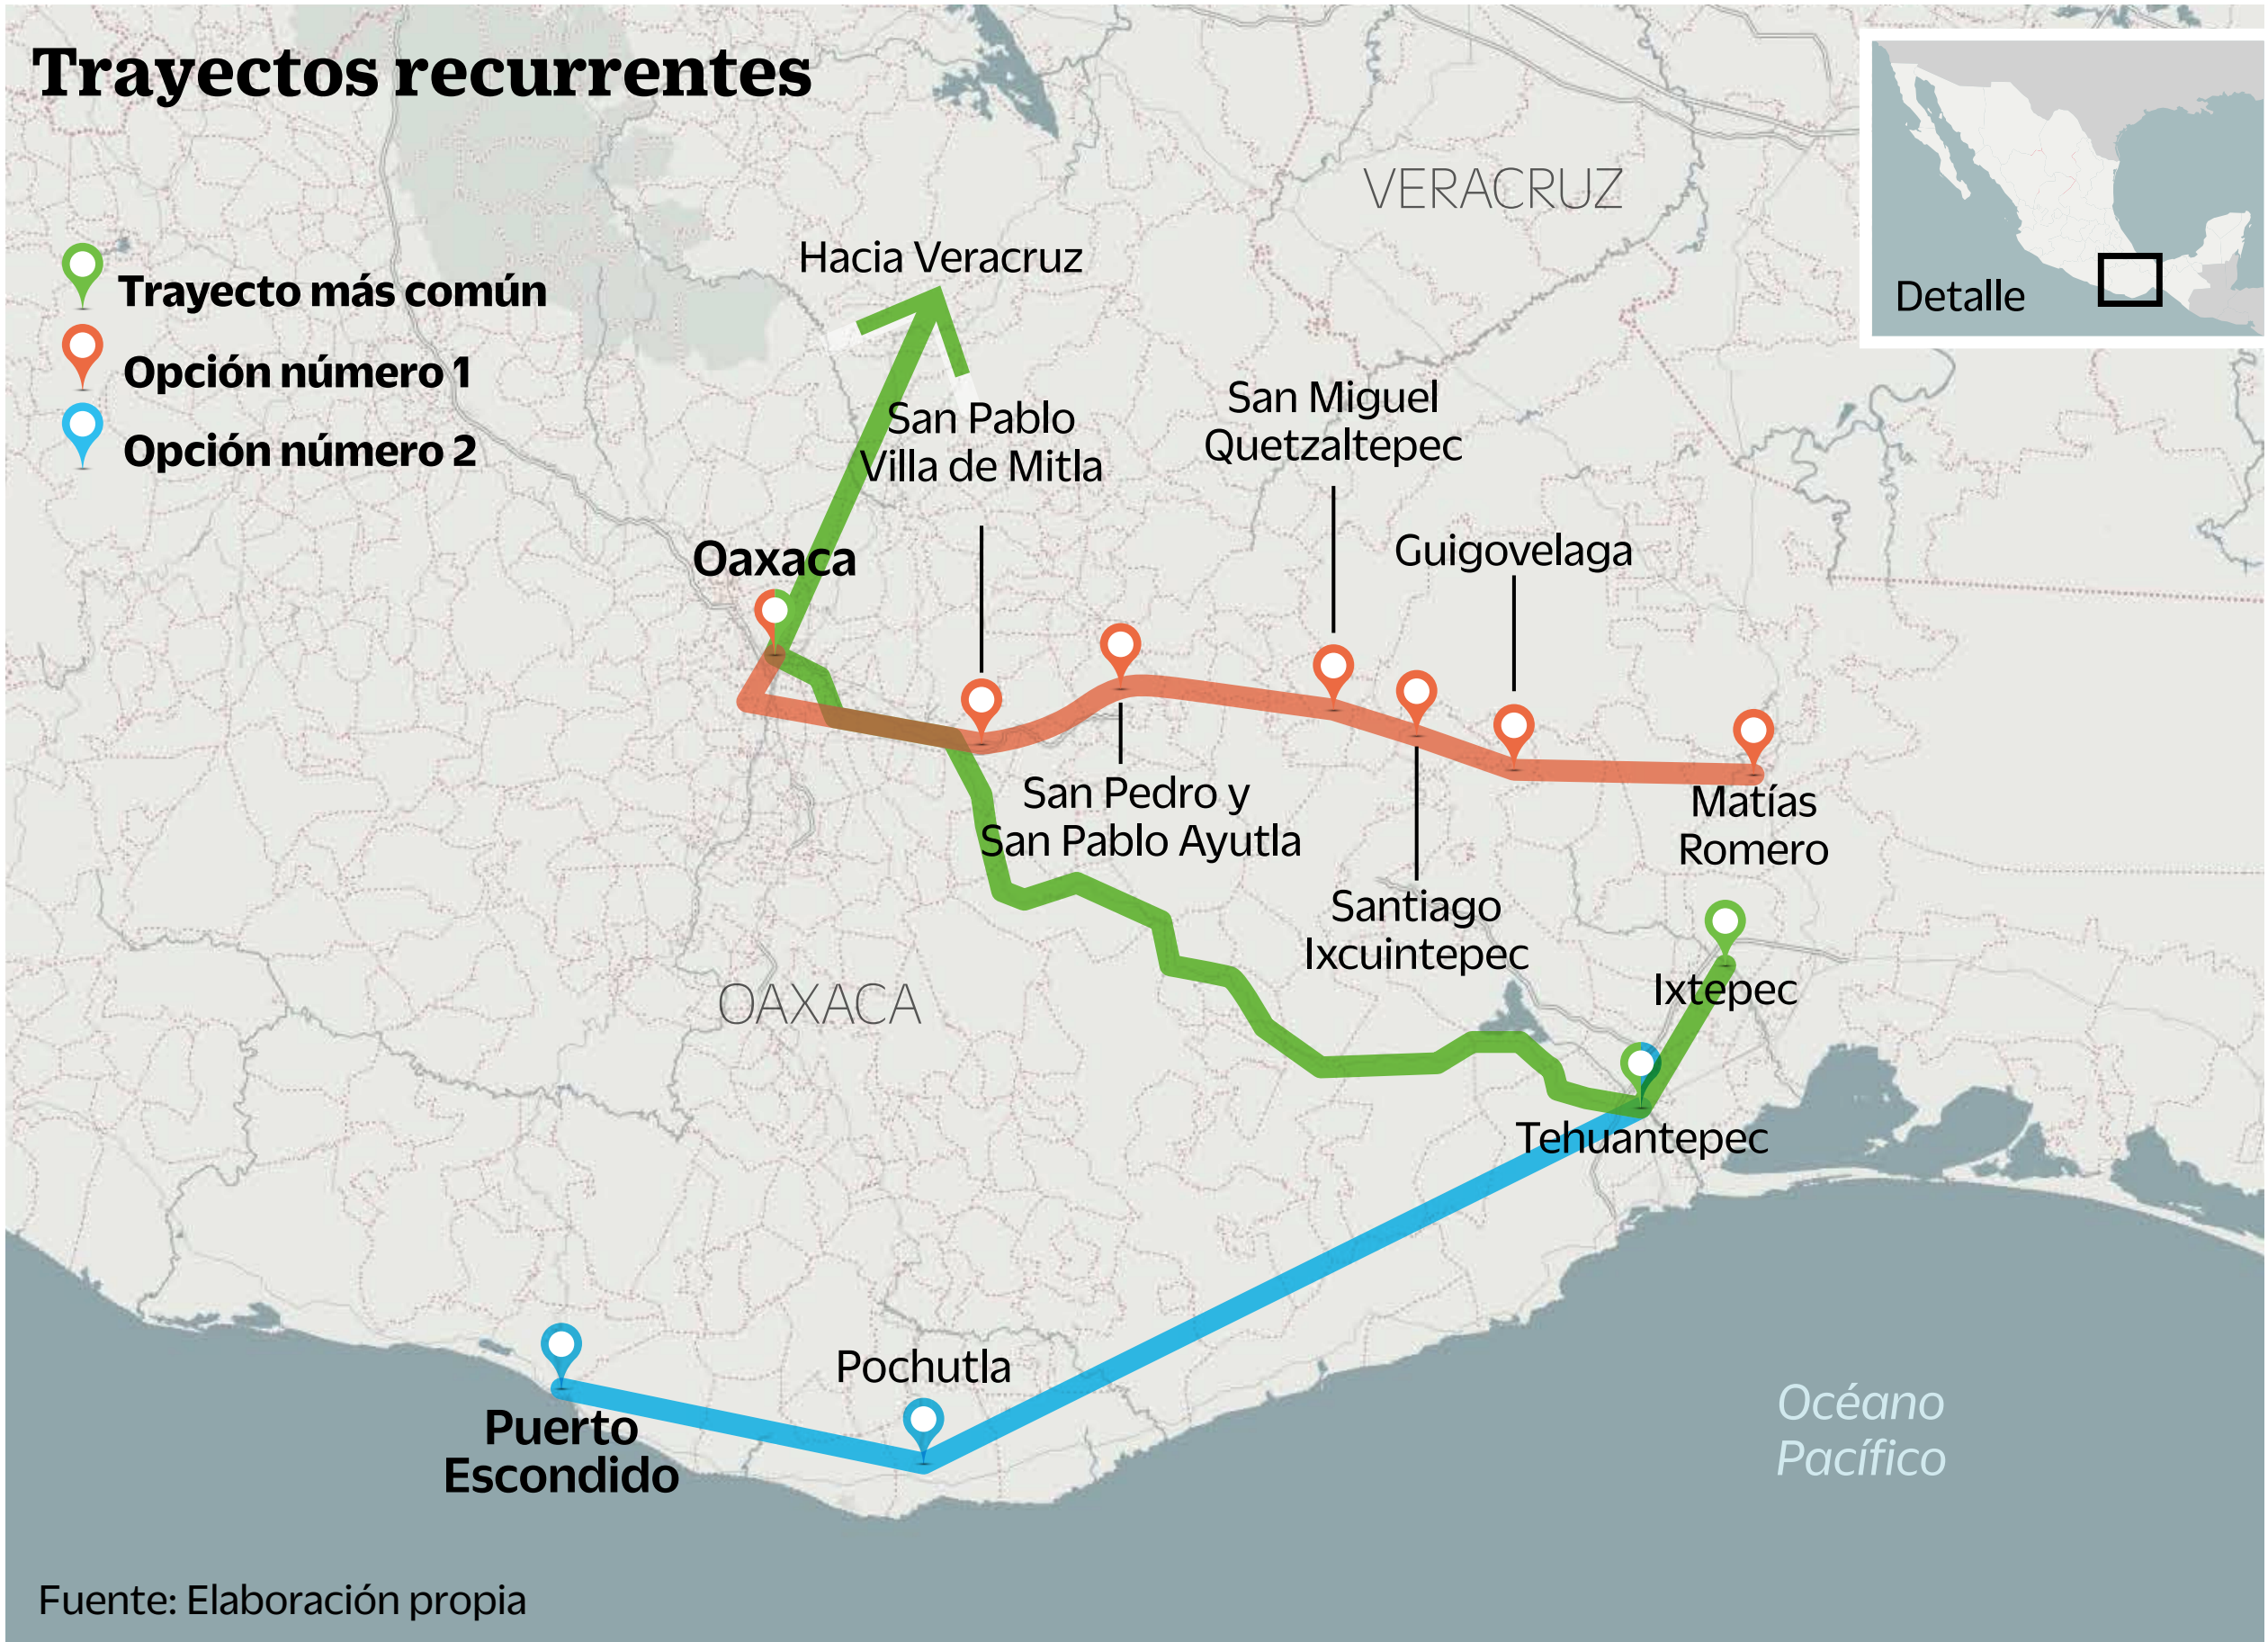 Trayectos recurrentes
Trayecto más común
Opción número 1
Opción número 2
Detalle
VERACRUZ
Hacia Veracruz
San Pablo
Villa de Mitla
San Miguel
Quetzaltepec
Guigovelaga
Oaxaca
San Pedro y
San Pablo Ayutla
Matías
Romero
Santiago
Ixcuintepec
Ixtepec
OAXACA
Tehuantepec
Pochutla
Puerto
Escondido
Océano
Pacífico
Fuente: Elaboración propia